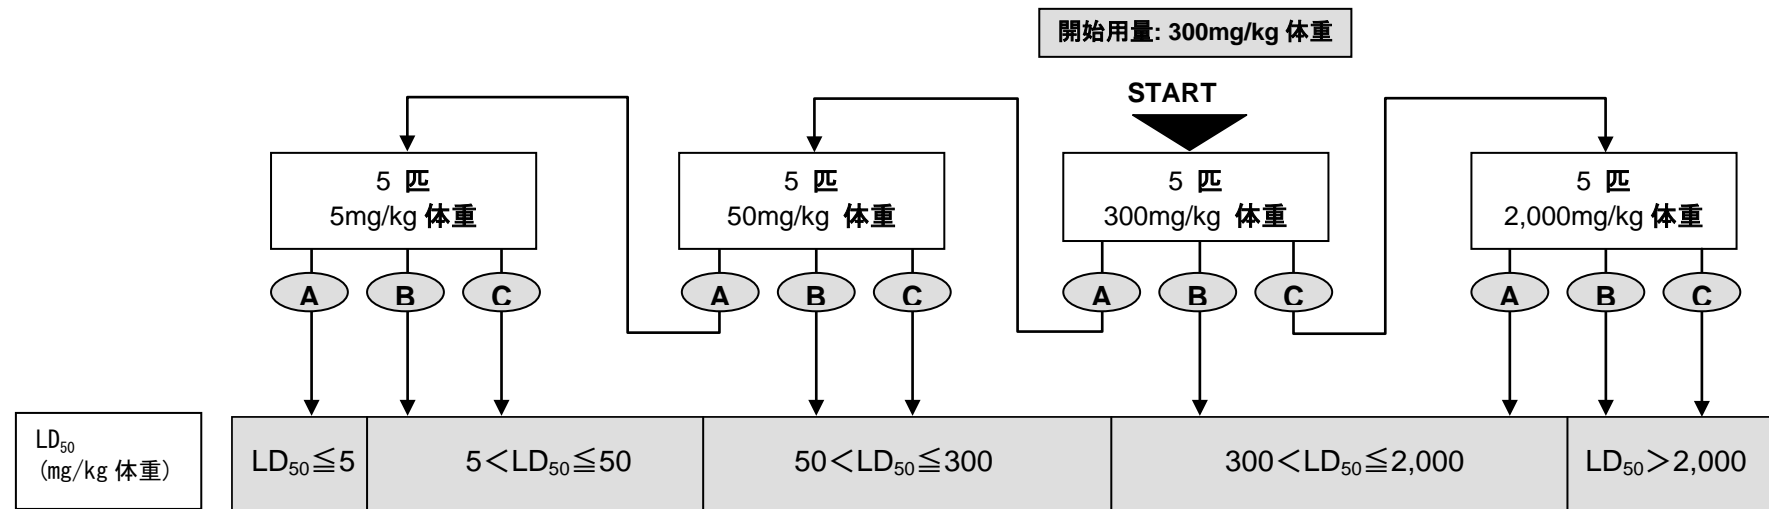 開始用量: 300mg/kg 体重
START
5 匹
5mg/kg 体重
5 匹
50mg/kg 体重
5 匹
300mg/kg 体重
5 匹
2,000mg/kg 体重
A
B
C
A
B
C
A
B
C
A
B
C
LD₅₀
(mg/kg 体重)
LD₅₀≦5
5<LD₅₀≦50
50<LD₅₀≦300
300<LD₅₀≦2,000
LD₅₀>2,000